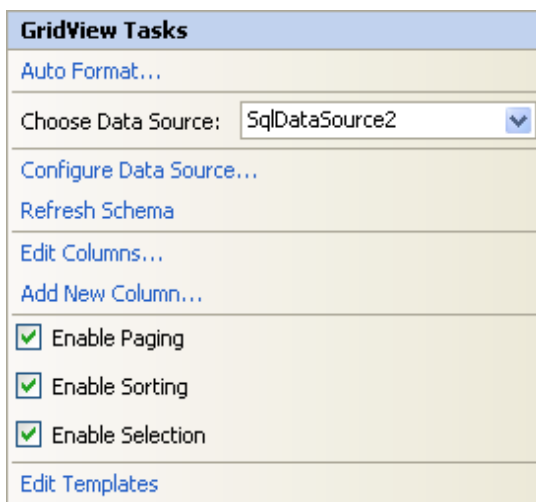 GridView Tasks
Auto Format...
Choose Data Source: SqlDataSource2
Configure Data Source...
Refresh Schema
Edit Columns...
Add New Column...
Enable Paging
Enable Sorting
Enable Selection
Edit Templates